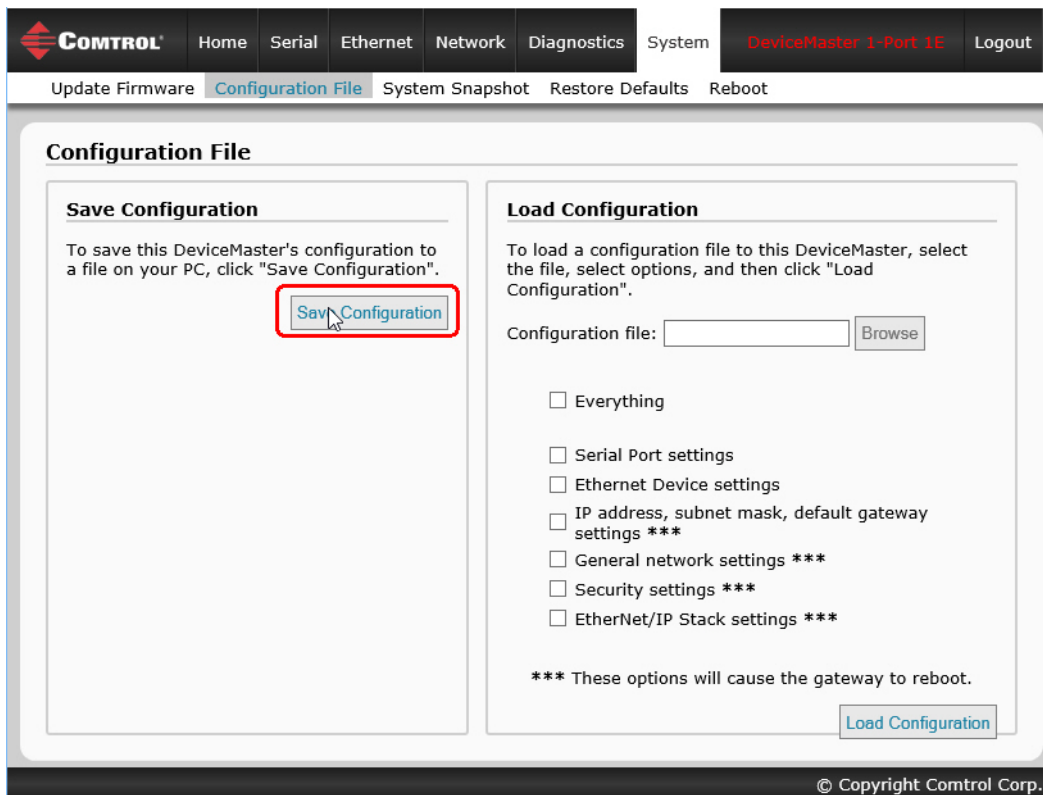 COMTROL Home Serial Ethernet Network Diagnostics System DeviceMaster 1-Port 1E Logout
Update Firmware Configuration File System Snapshot Restore Defaults Reboot
Configuration File
Save Configuration
To save this DeviceMaster's configuration to
a file on your PC, click "Save Configuration".
Save Configuration
Load Configuration
To load a configuration file to this DeviceMaster, select
the file, select options, and then click "Load
Configuration".
Configuration file: Browse
Everything
Serial Port settings
Ethernet Device settings
IP address, subnet mask, default gateway
settings ***
General network settings ***
Security settings ***
EtherNet/IP Stack settings ***
*** These options will cause the gateway to reboot.
Load Configuration
© Copyright Comtrol Corp.